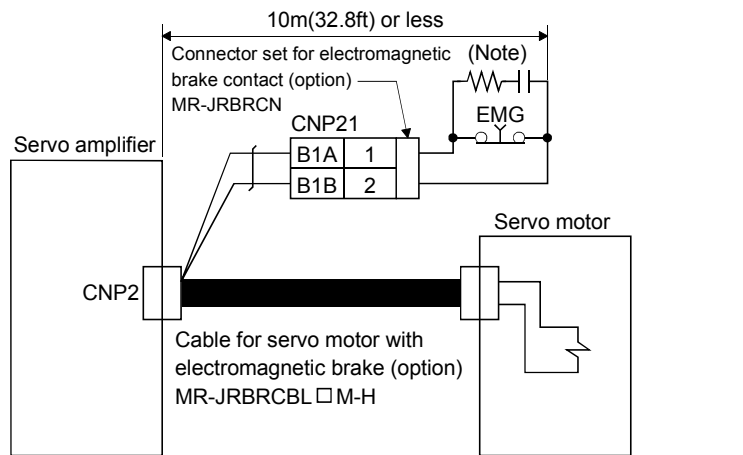 10m(32.8ft) or less
Connector set for electromagnetic
brake contact (option)
MR-JRBRCN
(Note)
EMG
CNP21
B1A 1
B1B 2
Servo amplifier
Servo motor
CNP2
Cable for servo motor with
electromagnetic brake (option)
MR-JRBRCBL□M-H